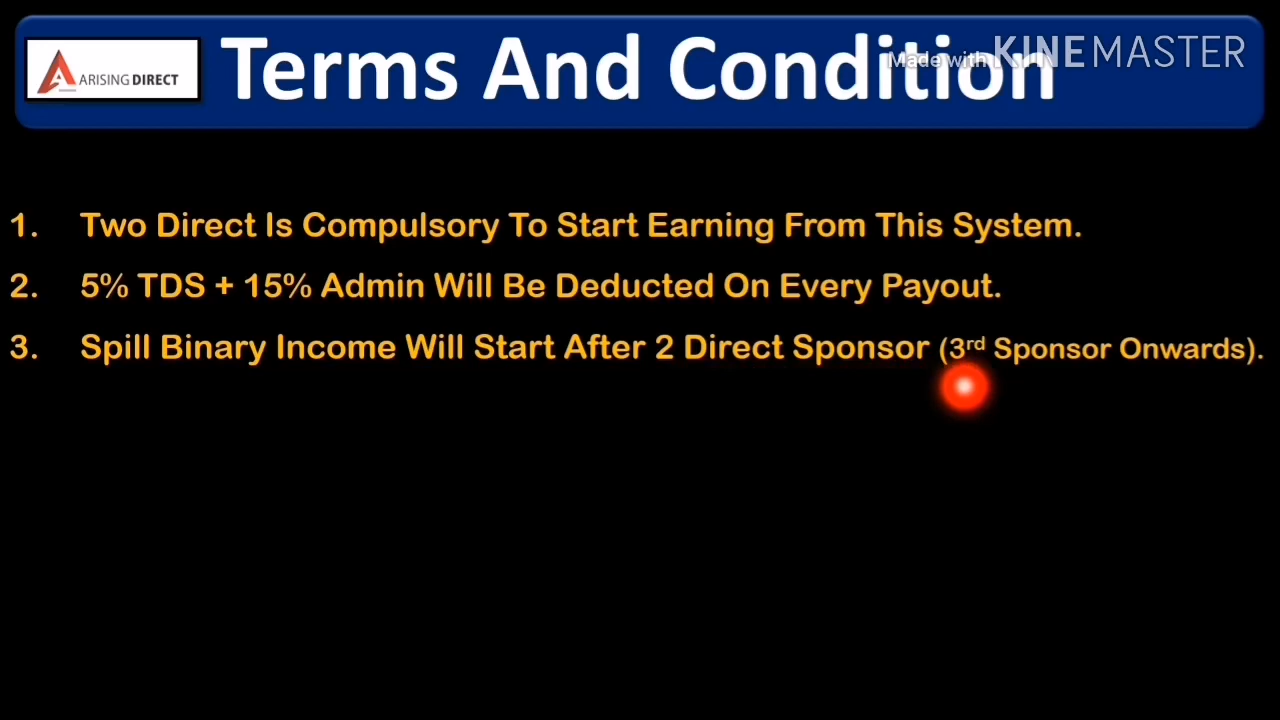 ARISING DIRECT
Terms And Condition
Made with KINEMASTER
1. Two Direct Is Compulsory To Start Earning From This System.
2. 5% TDS + 15% Admin Will Be Deducted On Every Payout.
3. Spill Binary Income Will Start After 2 Direct Sponsor (3rd Sponsor Onwards).